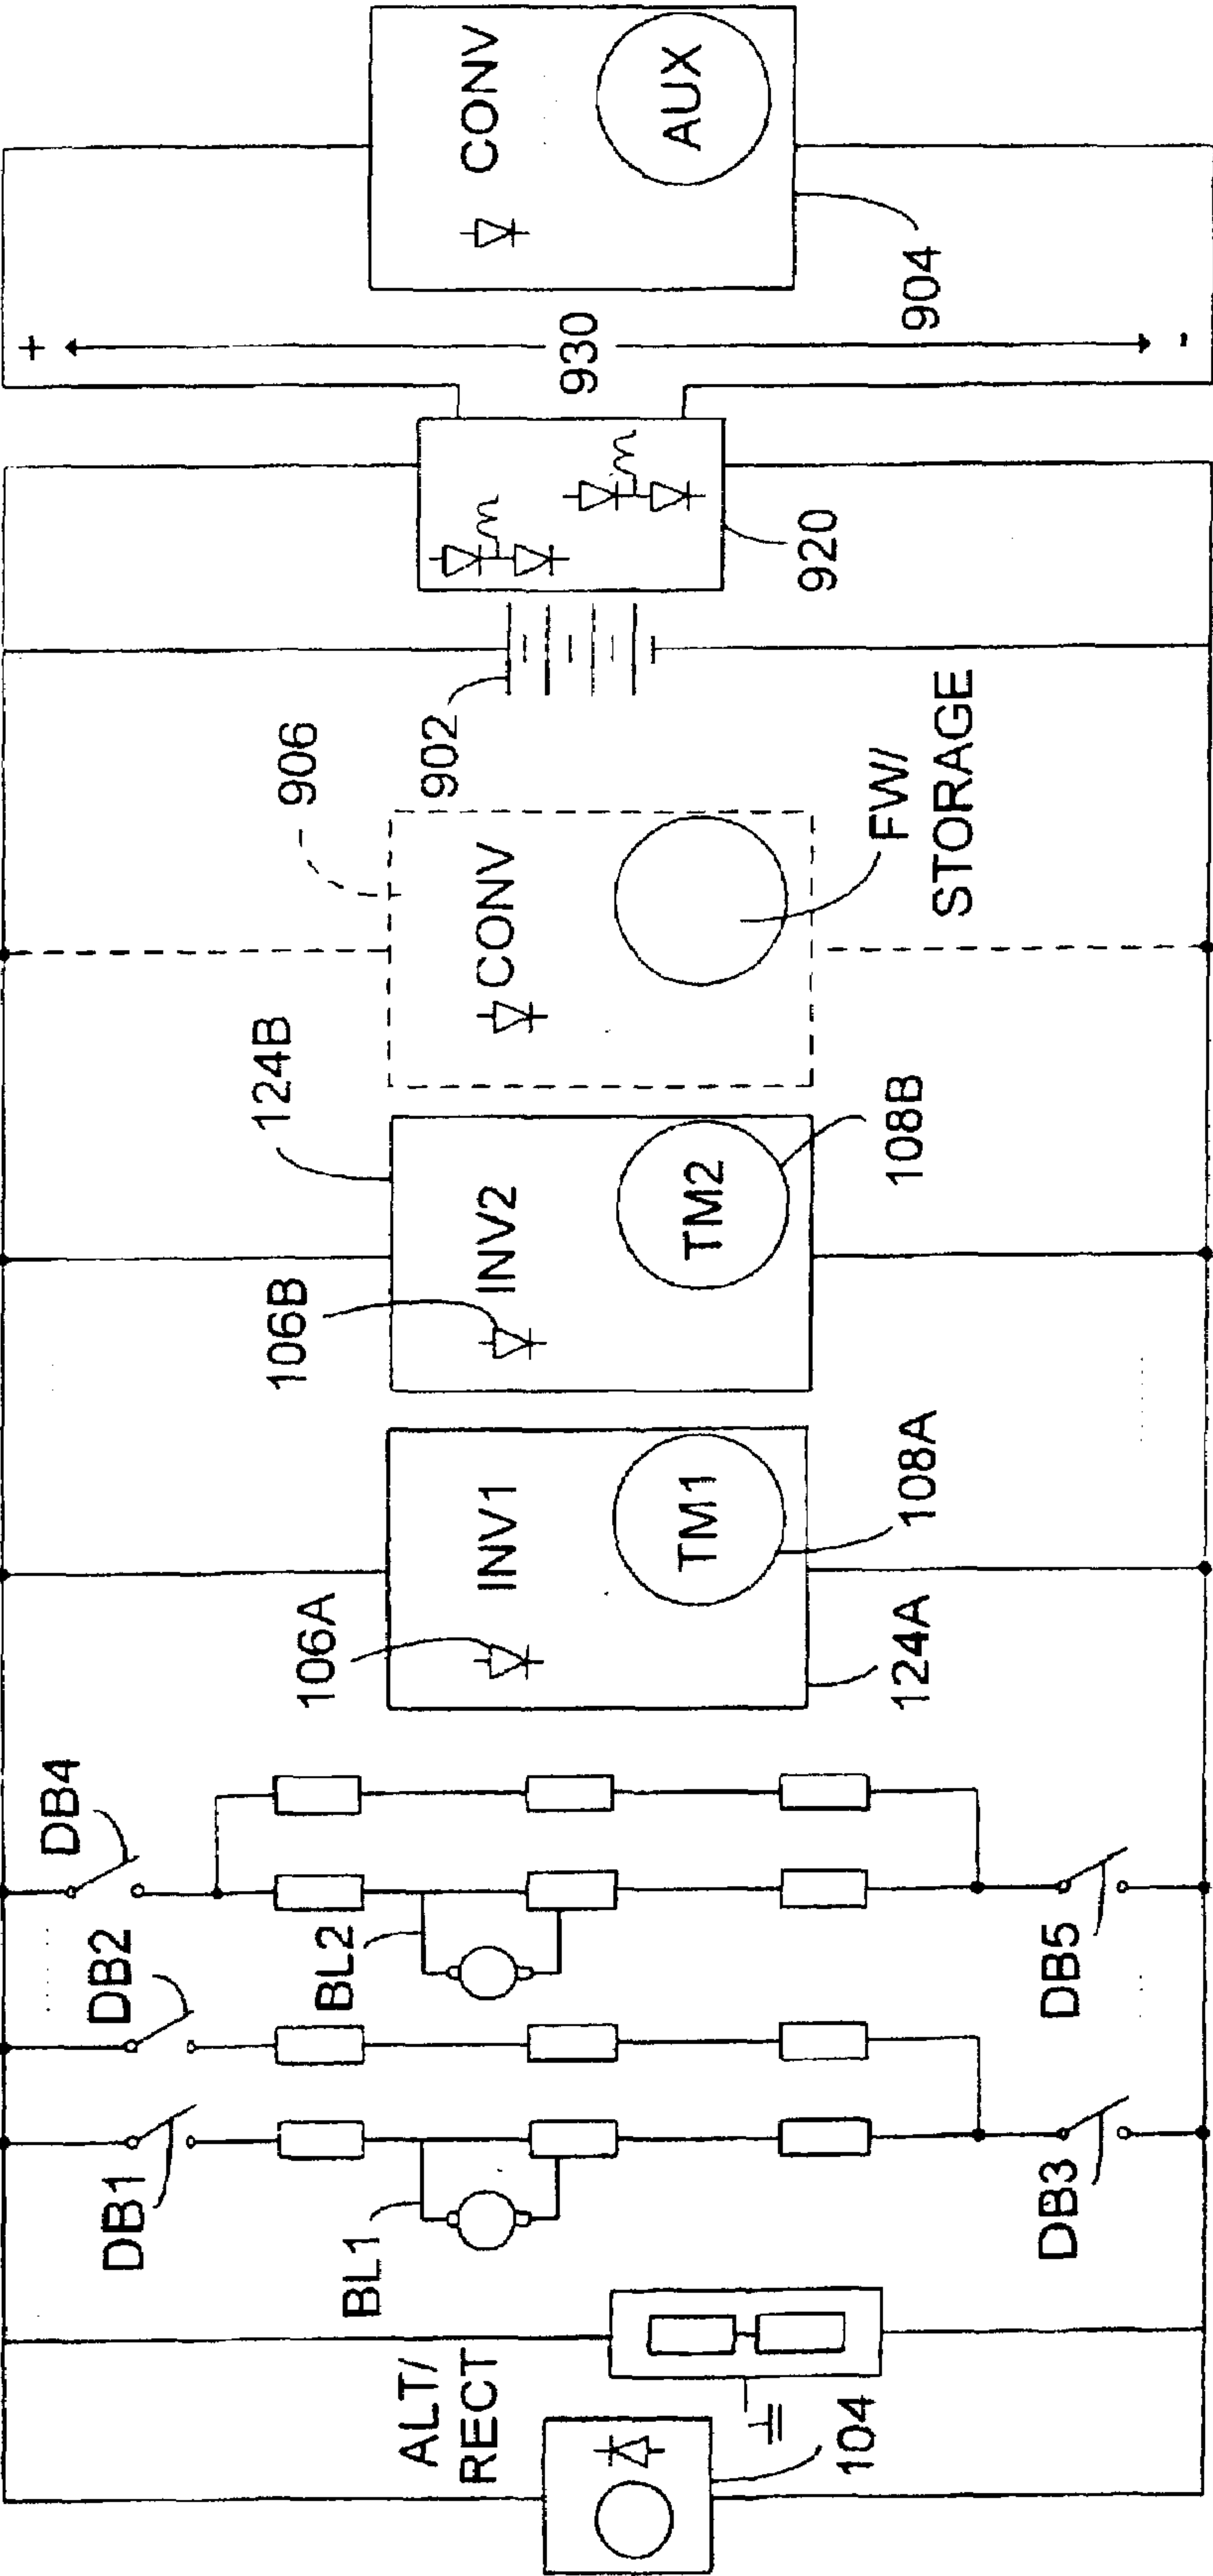 ALT/
RECT
104
BL1
DB1
DB2
DB3
BL2
DB4
DB5
106A
INV1
TM1
108A
124A
106B
INV2
TM2
108B
124B
906
CONV
FW/
STORAGE
902
920
+
930
-
CONV
AUX
904